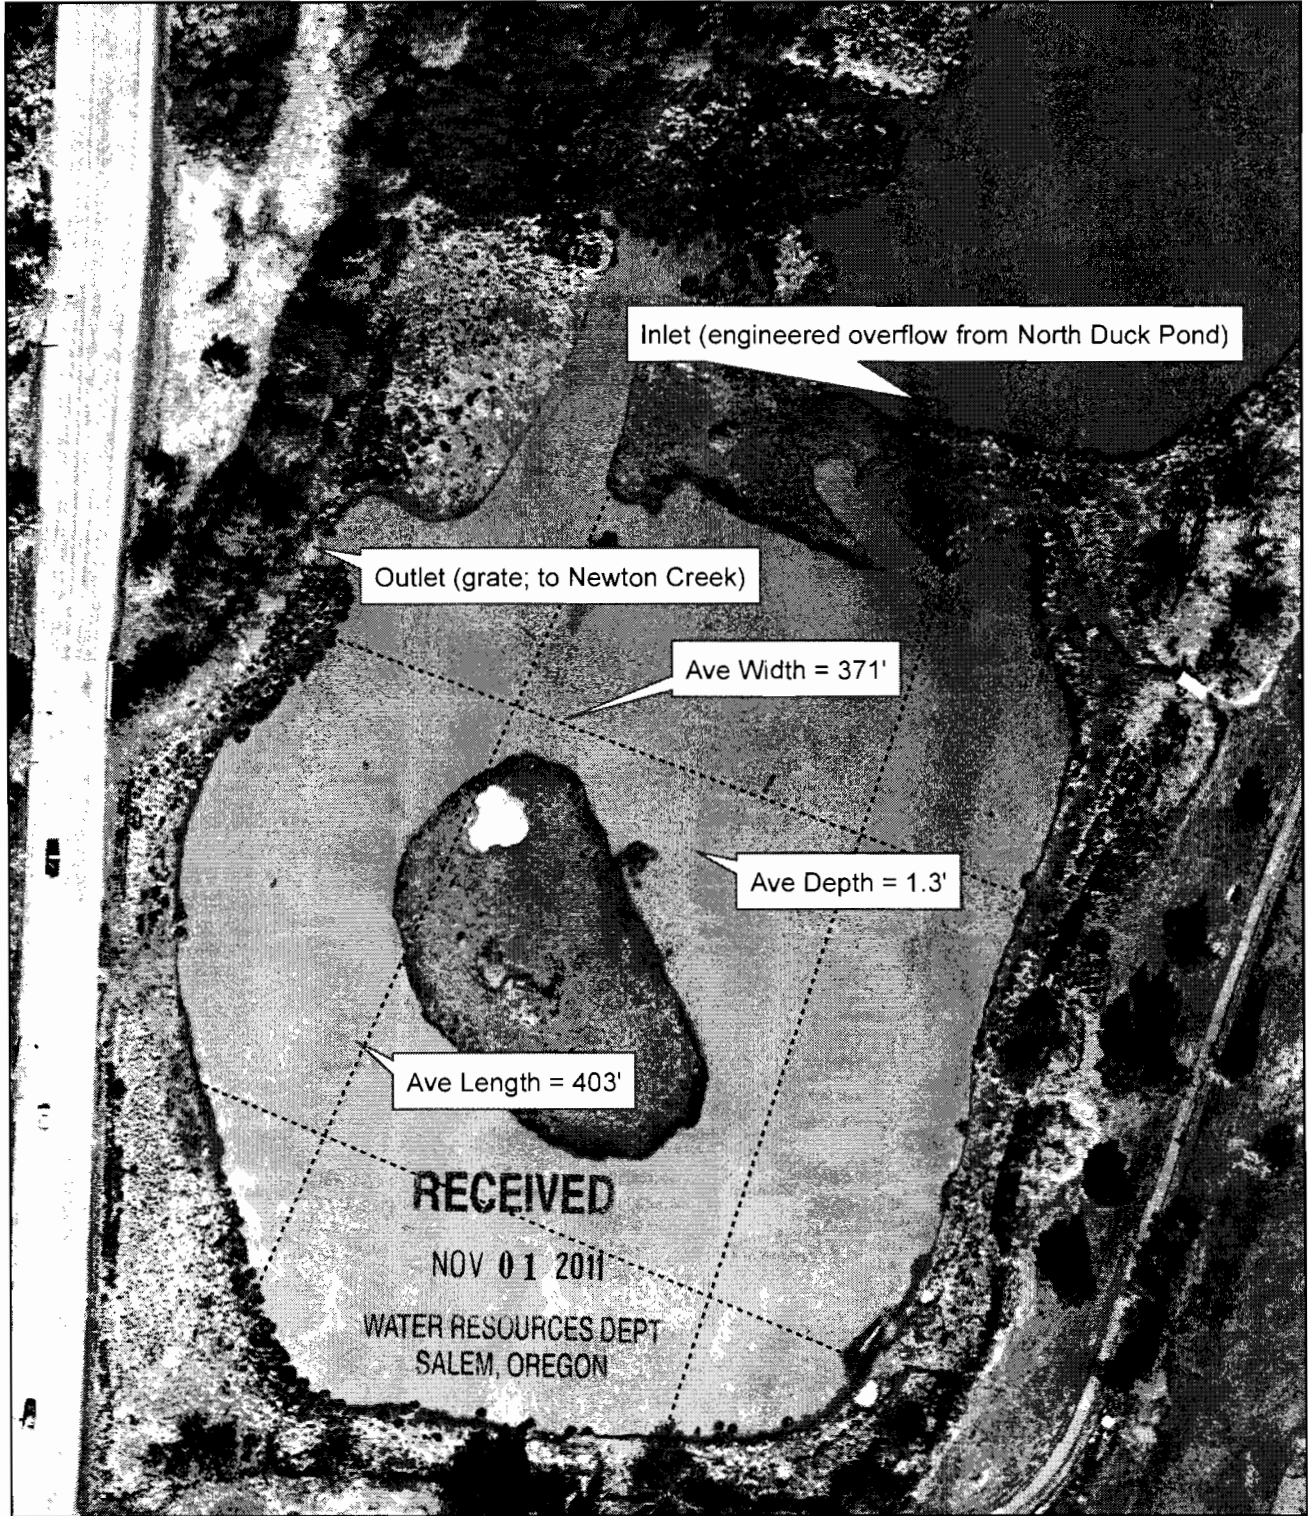 Inlet (engineered overflow from North Duck Pond)
Outlet (grate; to Newton Creek)
Ave Width = 371'
Ave Depth = 1.3'
Ave Length = 403'
RECEIVED
NOV 01 2011
WATER RESOURCES DEPT
SALEM, OREGON